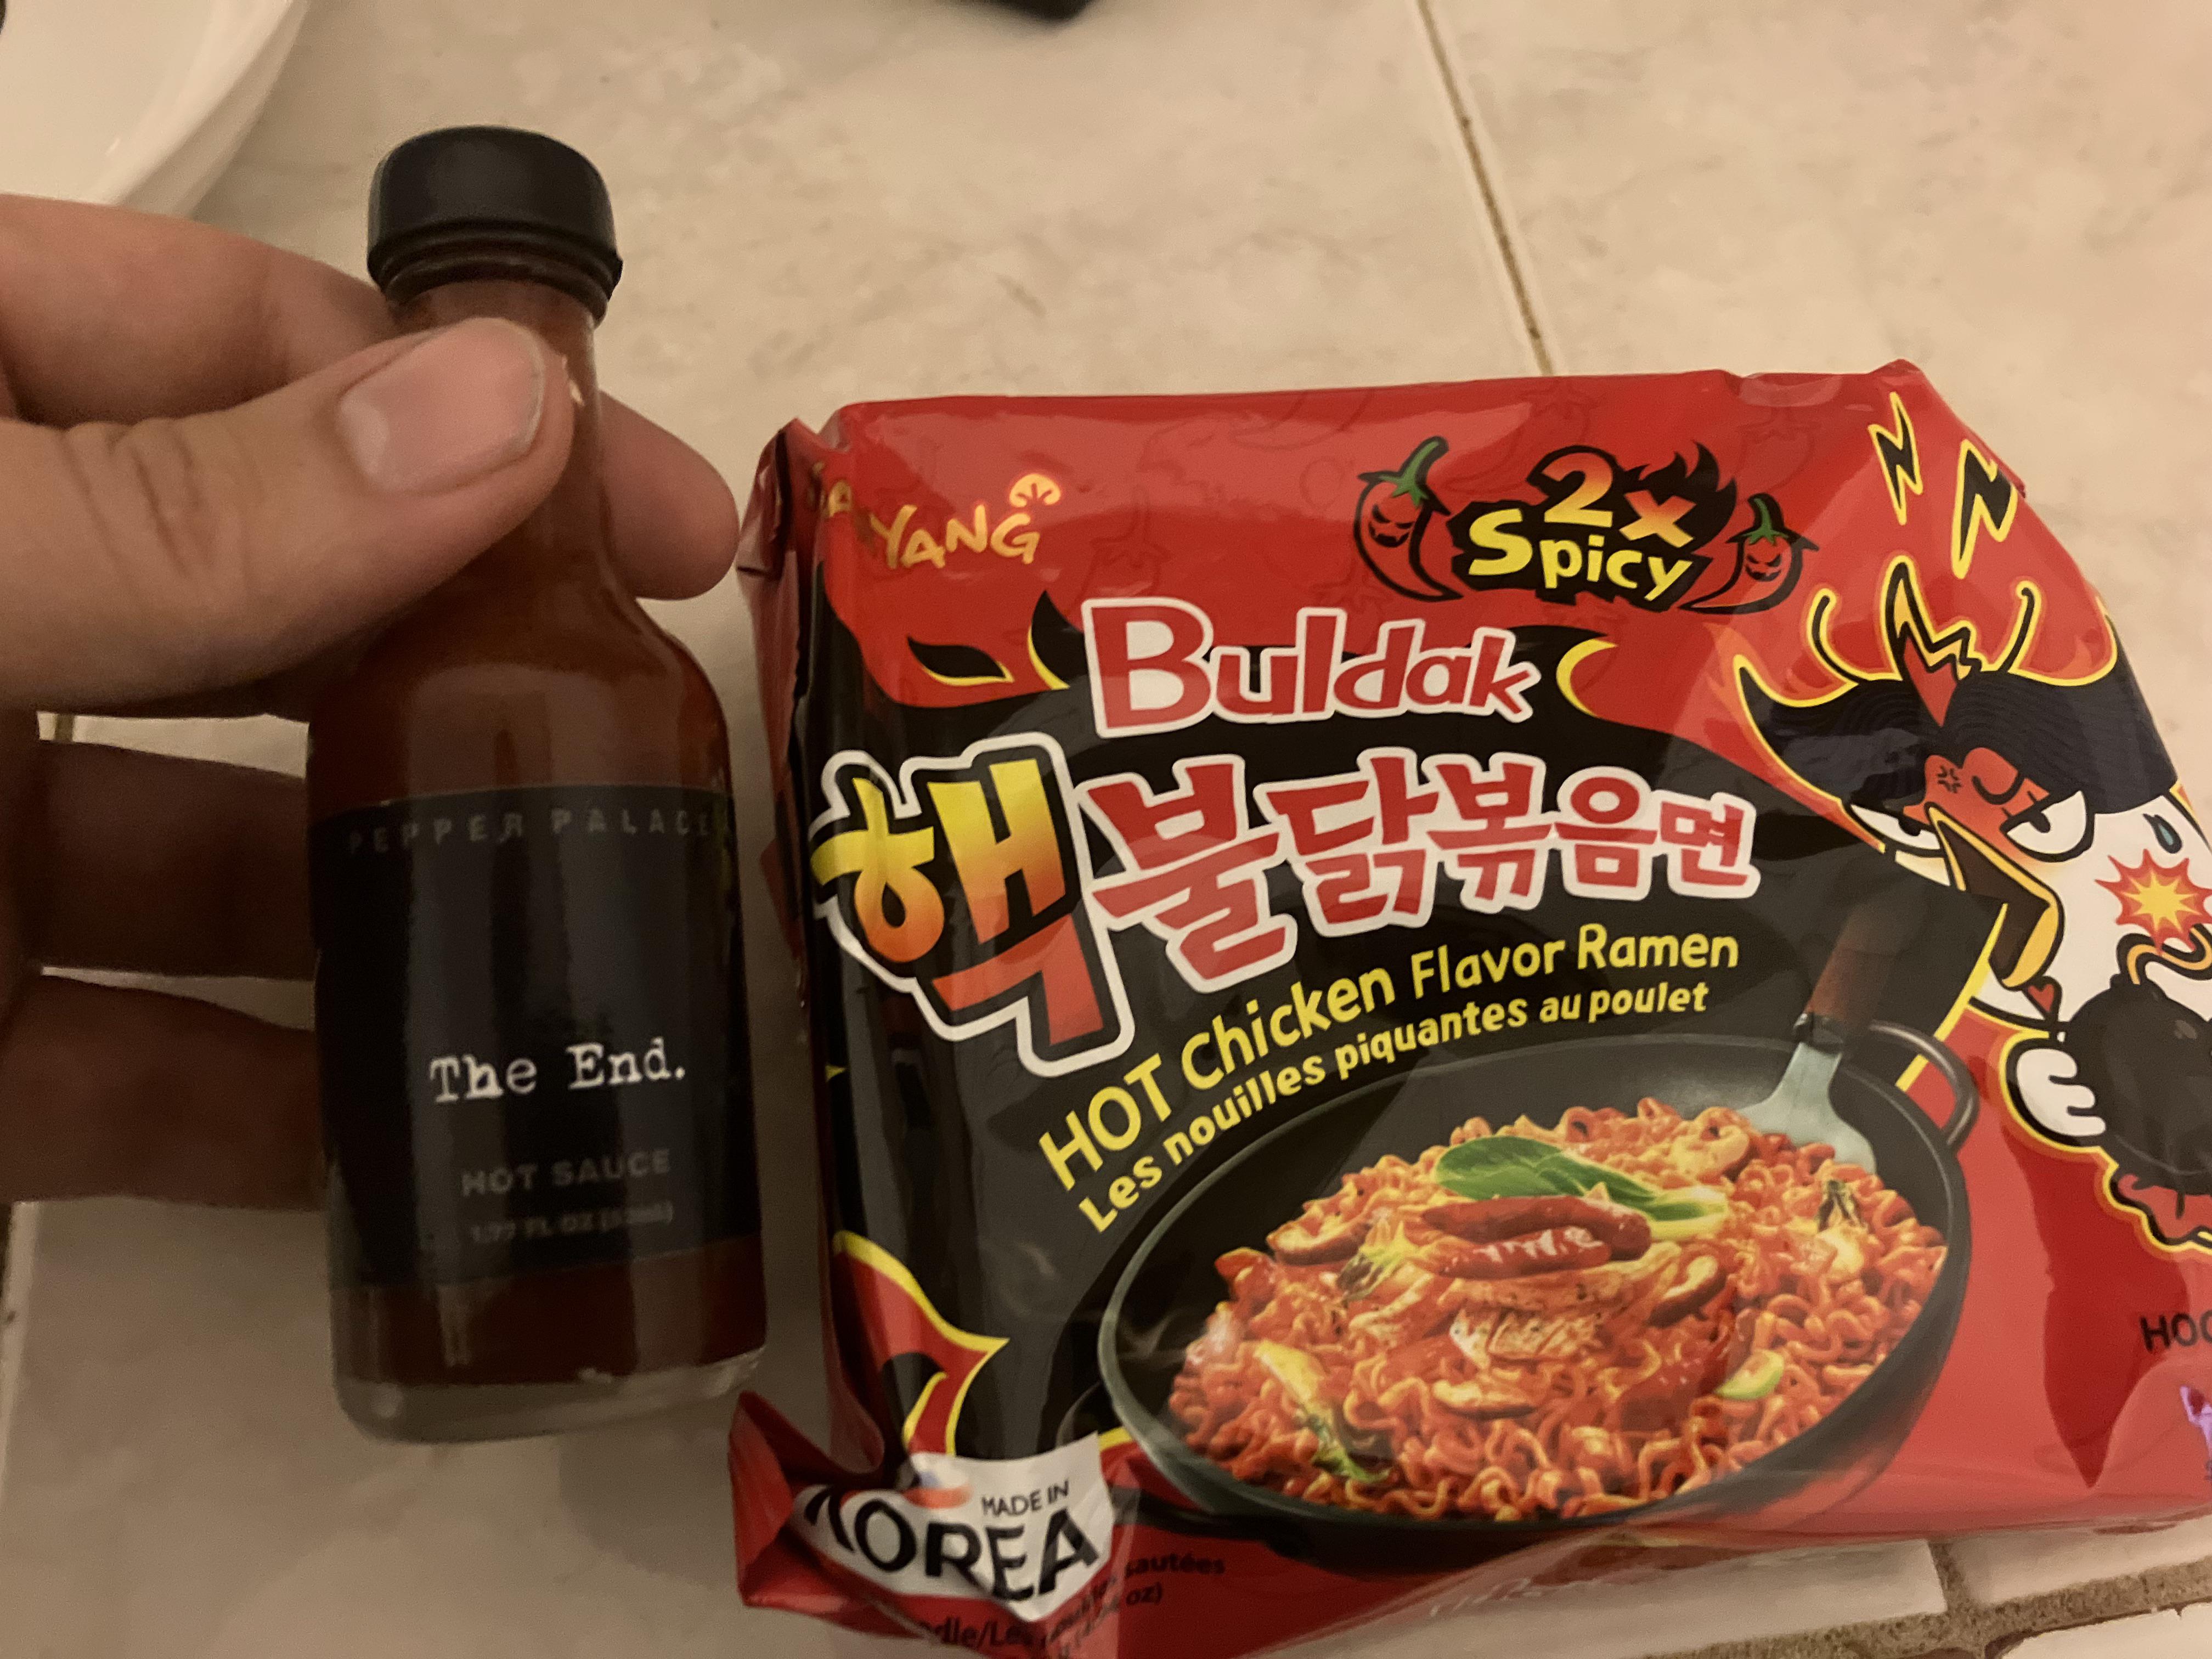 PEPPER PALACE
The End.
HOT SAUCE
YANG
2x
Spicy
Buldak
핵불닭볶음면
HOT Chicken Flavor Ramen
Les nouilles piquantes au poulet
MADE IN
KOREA
sautées
oz)